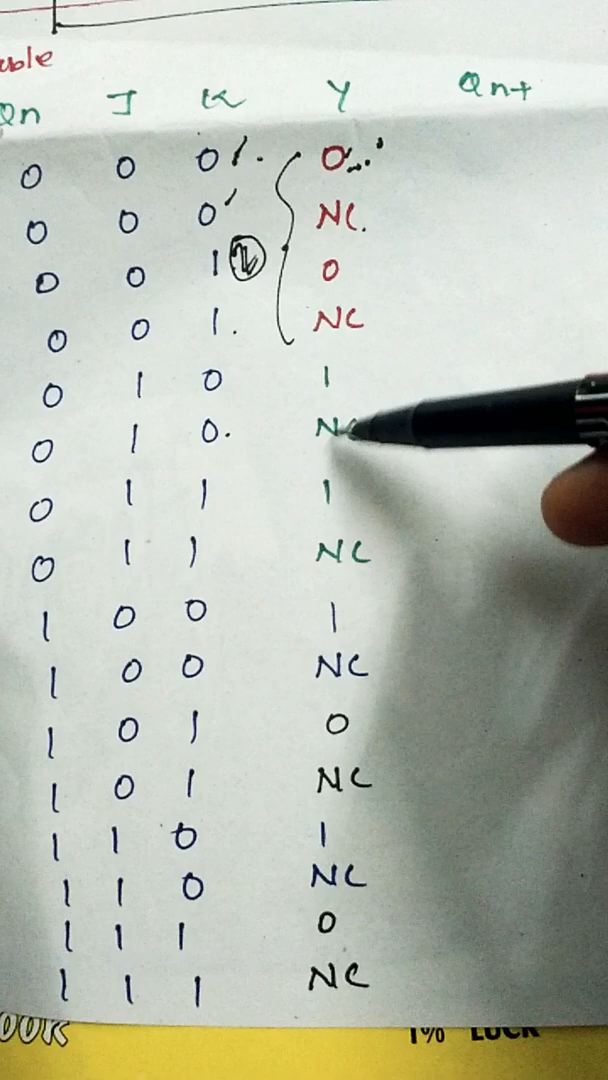 Qn J K Y Qn+
0 0 0 0
0 0 0 NC.
0 0 1 0
0 0 1. NC
0 1 0 1
0 1 0. N
0 1 1 1
0 1 1 NC
1 0 0 1
1 0 0 NC
1 0 1 0
1 0 1 NC
1 1 0 1
1 1 0 NC
1 1 1 0
1 1 1 NC
1%